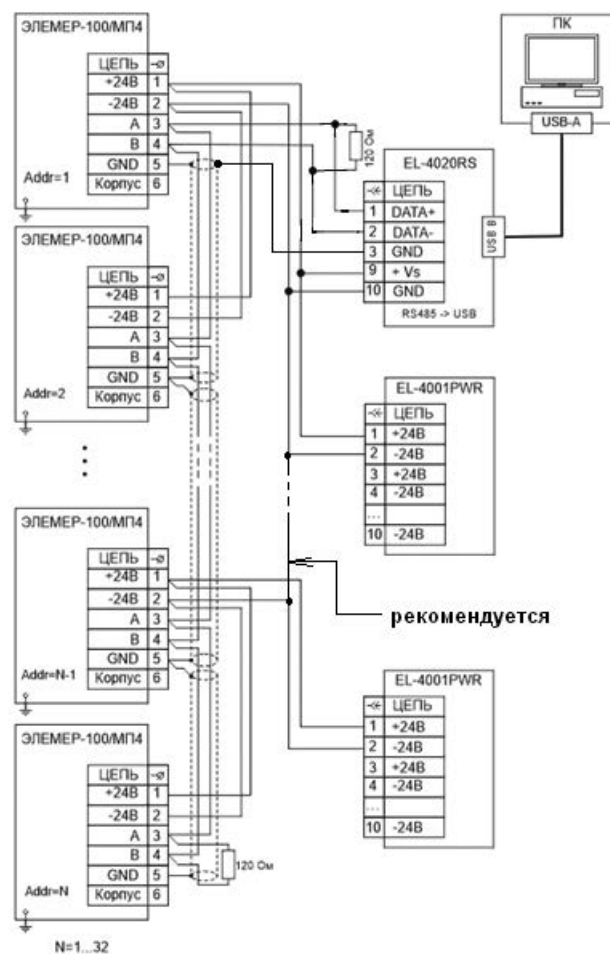 ЭЛЕМЕР-100/МП4
ЦЕПЬ
+24В 1
-24В 2
А 3
В 4
GND 5
Корпус 6
Addr=1
ЭЛЕМЕР-100/МП4
ЦЕПЬ
+24В 1
-24В 2
А 3
В 4
GND 5
Корпус 6
Addr=2
ЭЛЕМЕР-100/МП4
ЦЕПЬ
+24В 1
-24В 2
А 3
В 4
GND 5
Корпус 6
Addr=N-1
ЭЛЕМЕР-100/МП4
ЦЕПЬ
+24В 1
-24В 2
А 3
В 4
GND 5
Корпус 6
Addr=N
120 Ом
N=1...32
ПК
USB-A
120 Ом
EL-4020RS
ЦЕПЬ
1 DATA+
2 DATA-
3 GND
9 + Vs
10 GND
USB B
RS485 -> USB
EL-4001PWR
ЦЕПЬ
1 +24В
2 -24В
3 +24В
4 -24В
...
10 -24В
рекомендуется
EL-4001PWR
ЦЕПЬ
1 +24В
2 -24В
3 +24В
4 -24В
...
10 -24В